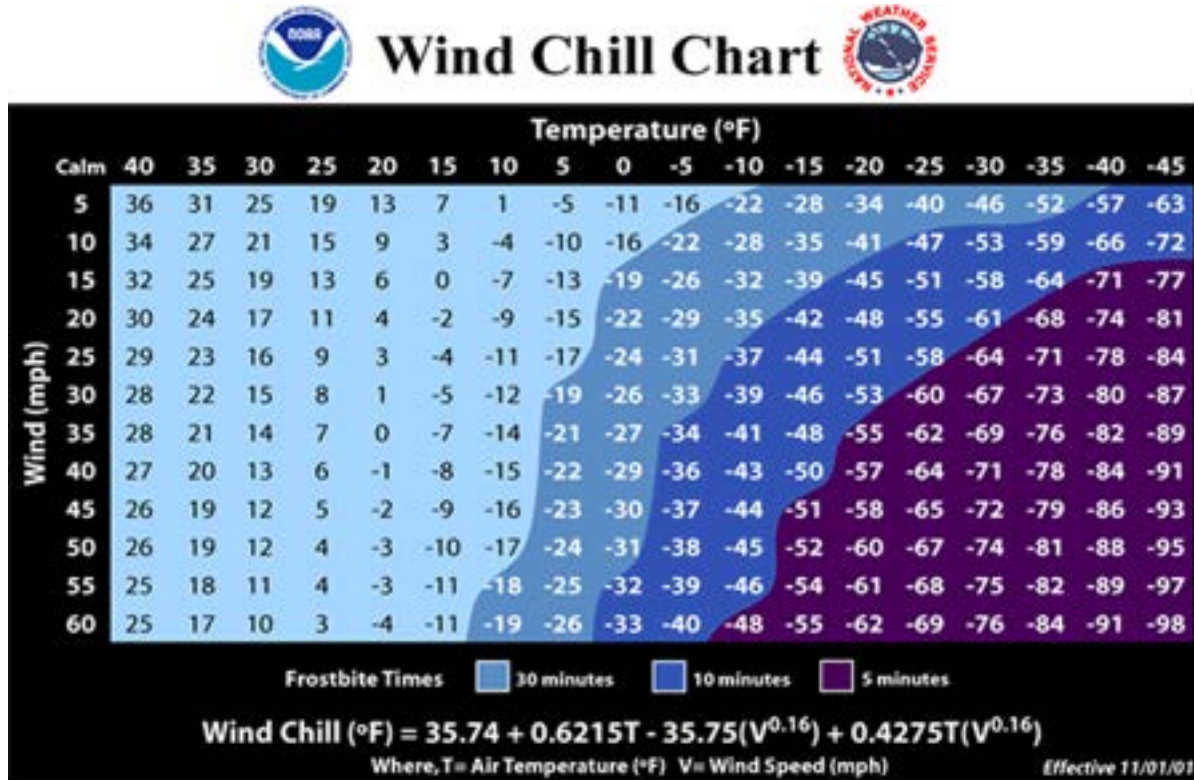 NOAA
Wind Chill Chart
NATIONAL WEATHER SERVICE
Temperature (°F)
Calm 40 35 30 25 20 15 10 5 0 -5 -10 -15 -20 -25 -30 -35 -40 -45
Wind (mph)
5 36 31 25 19 13 7 1 -5 -11 -16 -22 -28 -34 -40 -46 -52 -57 -63
10 34 27 21 15 9 3 -4 -10 -16 -22 -28 -35 -41 -47 -53 -59 -66 -72
15 32 25 19 13 6 0 -7 -13 -19 -26 -32 -39 -45 -51 -58 -64 -71 -77
20 30 24 17 11 4 -2 -9 -15 -22 -29 -35 -42 -48 -55 -61 -68 -74 -81
25 29 23 16 9 3 -4 -11 -17 -24 -31 -37 -44 -51 -58 -64 -71 -78 -84
30 28 22 15 8 1 -5 -12 -19 -26 -33 -39 -46 -53 -60 -67 -73 -80 -87
35 28 21 14 7 0 -7 -14 -21 -27 -34 -41 -48 -55 -62 -69 -76 -82 -89
40 27 20 13 6 -1 -8 -15 -22 -29 -36 -43 -50 -57 -64 -71 -78 -84 -91
45 26 19 12 5 -2 -9 -16 -23 -30 -37 -44 -51 -58 -65 -72 -79 -86 -93
50 26 19 12 4 -3 -10 -17 -24 -31 -38 -45 -52 -60 -67 -74 -81 -88 -95
55 25 18 11 4 -3 -11 -18 -25 -32 -39 -46 -54 -61 -68 -75 -82 -89 -97
60 25 17 10 3 -4 -11 -19 -26 -33 -40 -48 -55 -62 -69 -76 -84 -91 -98
Frostbite Times 30 minutes 10 minutes 5 minutes
Wind Chill (°F) = 35.74 + 0.6215T - 35.75(V^0.16) + 0.4275T(V^0.16)
Where, T= Air Temperature (°F) V= Wind Speed (mph)
Effective 11/01/01